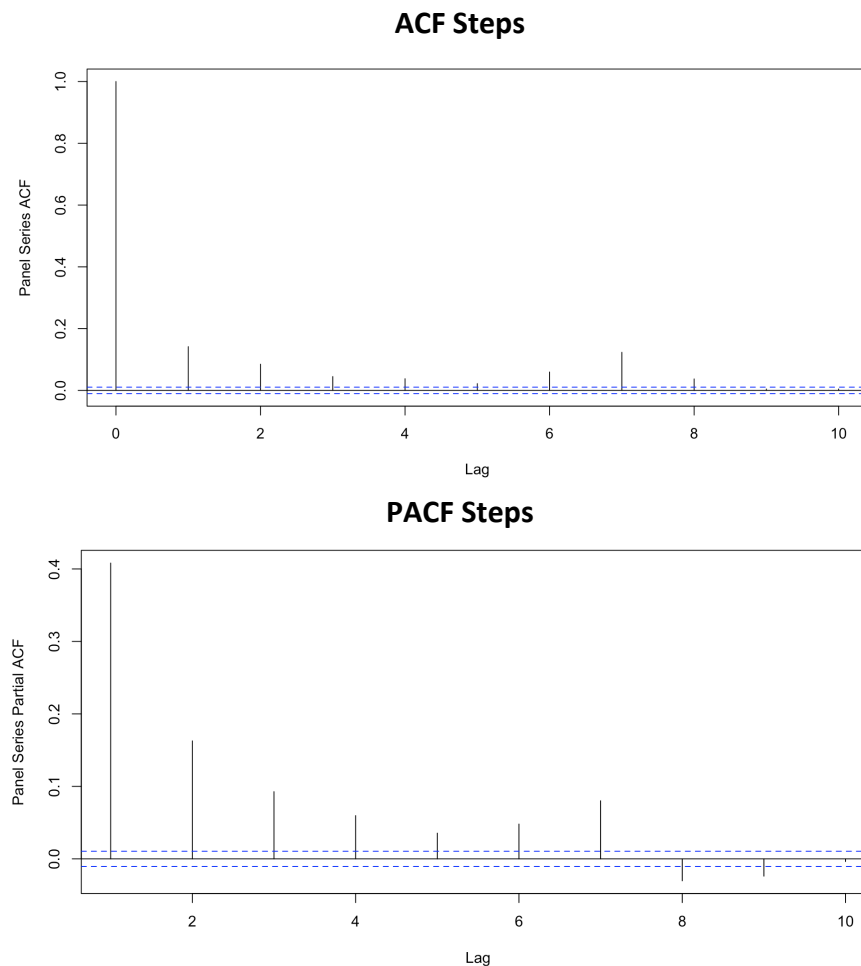 ACF Steps
Panel Series ACF
1.0
0.8
0.6
0.4
0.2
0.0
0 2 4 6 8 10
Lag
PACF Steps
Panel Series Partial ACF
0.4
0.3
0.2
0.1
0.0
2 4 6 8 10
Lag